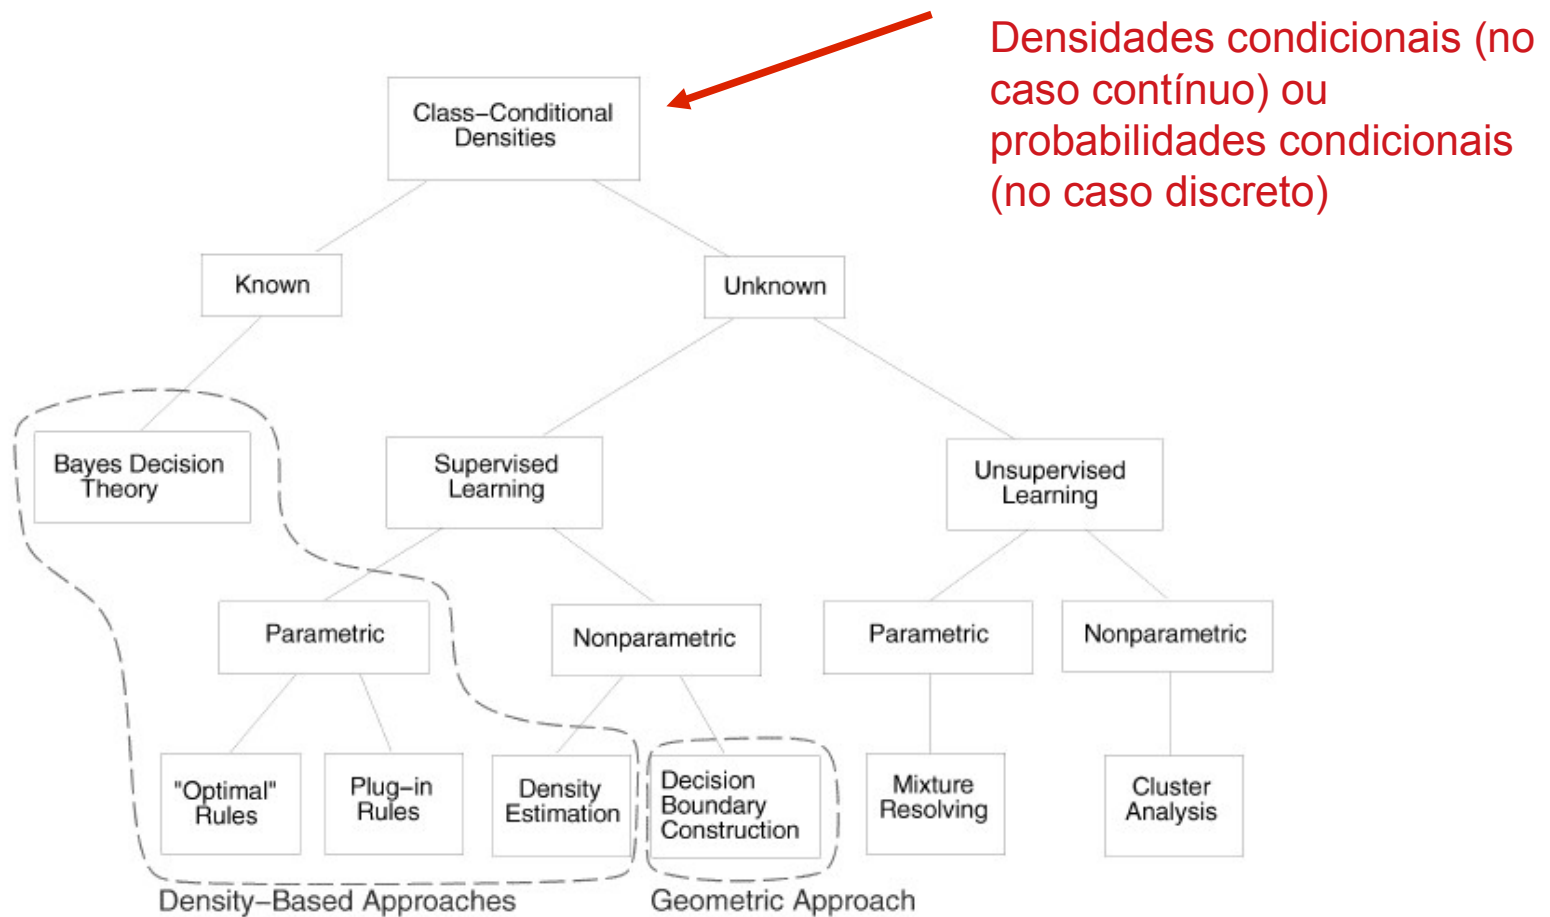 Densidades condicionais (no
caso contínuo) ou
probabilidades condicionais
(no caso discreto)
Class–Conditional
Densities
Known
Unknown
Bayes Decision
Theory
Supervised
Learning
Unsupervised
Learning
Parametric
Nonparametric
Parametric
Nonparametric
"Optimal"
Rules
Plug–in
Rules
Density
Estimation
Decision
Boundary
Construction
Mixture
Resolving
Cluster
Analysis
Density–Based Approaches
Geometric Approach